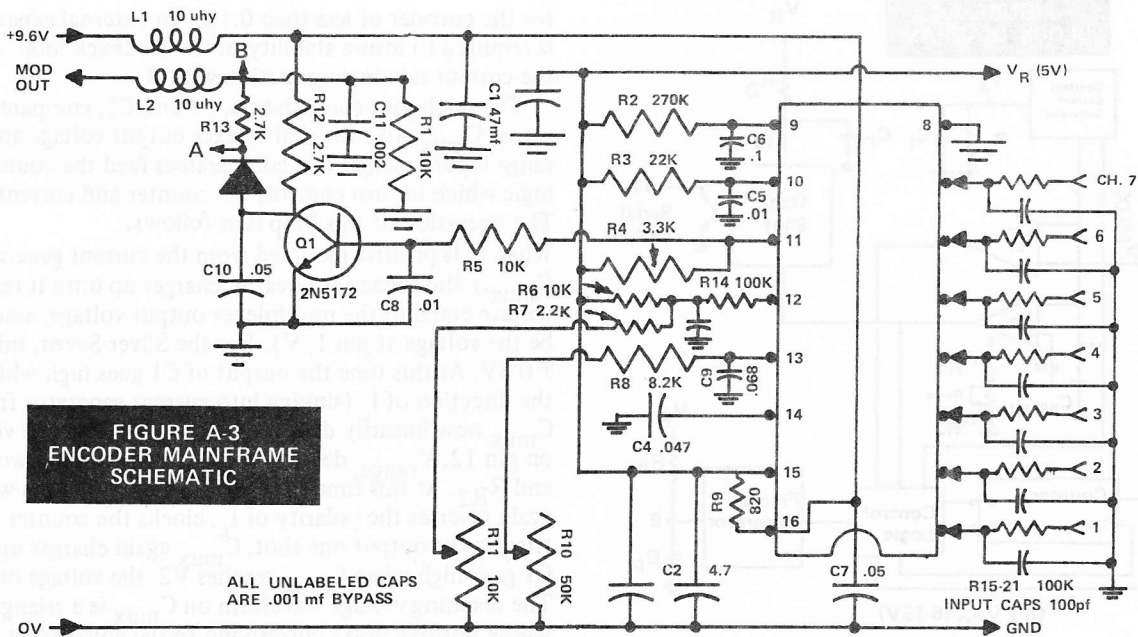 L1 10 uhy
+9.6V
B
MOD OUT
L2 10 uhy
R13
2.7K
A
R12
2.7K
C11
.002
R1
10K
C1 47mf
VR (5V)
R2 270K
C6
.1
R3
22K
C5
.01
R4 3.3K
R5 10K
R6 10K
R7 2.2K
R14 100K
R8 8.2K
C9
.068
C4 .047
Q1
2N5172
C10 .05
C8 .01
9
10
11
12
13
14
15
16
8
CH. 7
6
5
4
3
2
1
R9
820
R11
50K
R10
50K
C2 4.7
C7 .05
R15-21 100K
INPUT CAPS, 100pf
FIGURE A-3
ENCODER MAINFRAME
SCHEMATIC
ALL UNLABELED CAPS
ARE .001 mf BYPASS
0V
GND